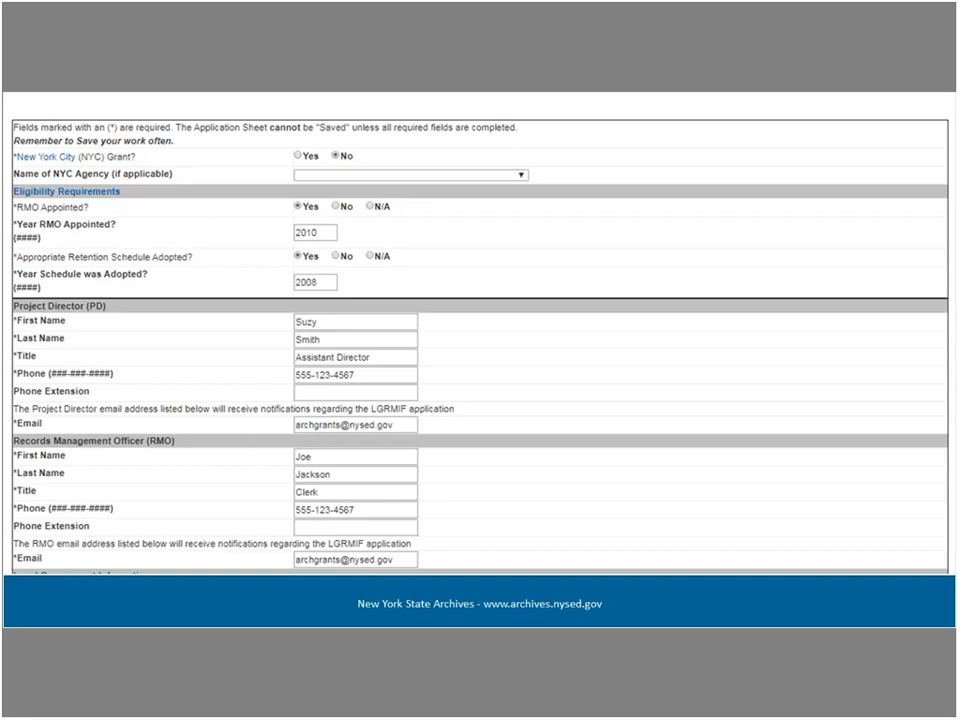 Fields marked with an (*) are required. The Application Sheet cannot be "Saved" unless all required fields are completed.
Remember to Save your work often.
*New York City (NYC) Grant? Yes No
Name of NYC Agency (if applicable)
Eligibility Requirements
*RMO Appointed? Yes No N/A
*Year RMO Appointed?
(####) 2010
*Appropriate Retention Schedule Adopted? Yes No N/A
*Year Schedule was Adopted?
(####) 2008
Project Director (PD)
*First Name Suzy
*Last Name Smith
*Title Assistant Director
*Phone (###-###-####) 555-123-4567
Phone Extension
The Project Director email address listed below will receive notifications regarding the LGRMIF application
*Email archgrants@nysed.gov
Records Management Officer (RMO)
*First Name Joe
*Last Name Jackson
*Title Clerk
*Phone (###-###-####) 555-123-4567
Phone Extension
The RMO email address listed below will receive notifications regarding the LGRMIF application
*Email archgrants@nysed.gov
New York State Archives - www.archives.nysed.gov